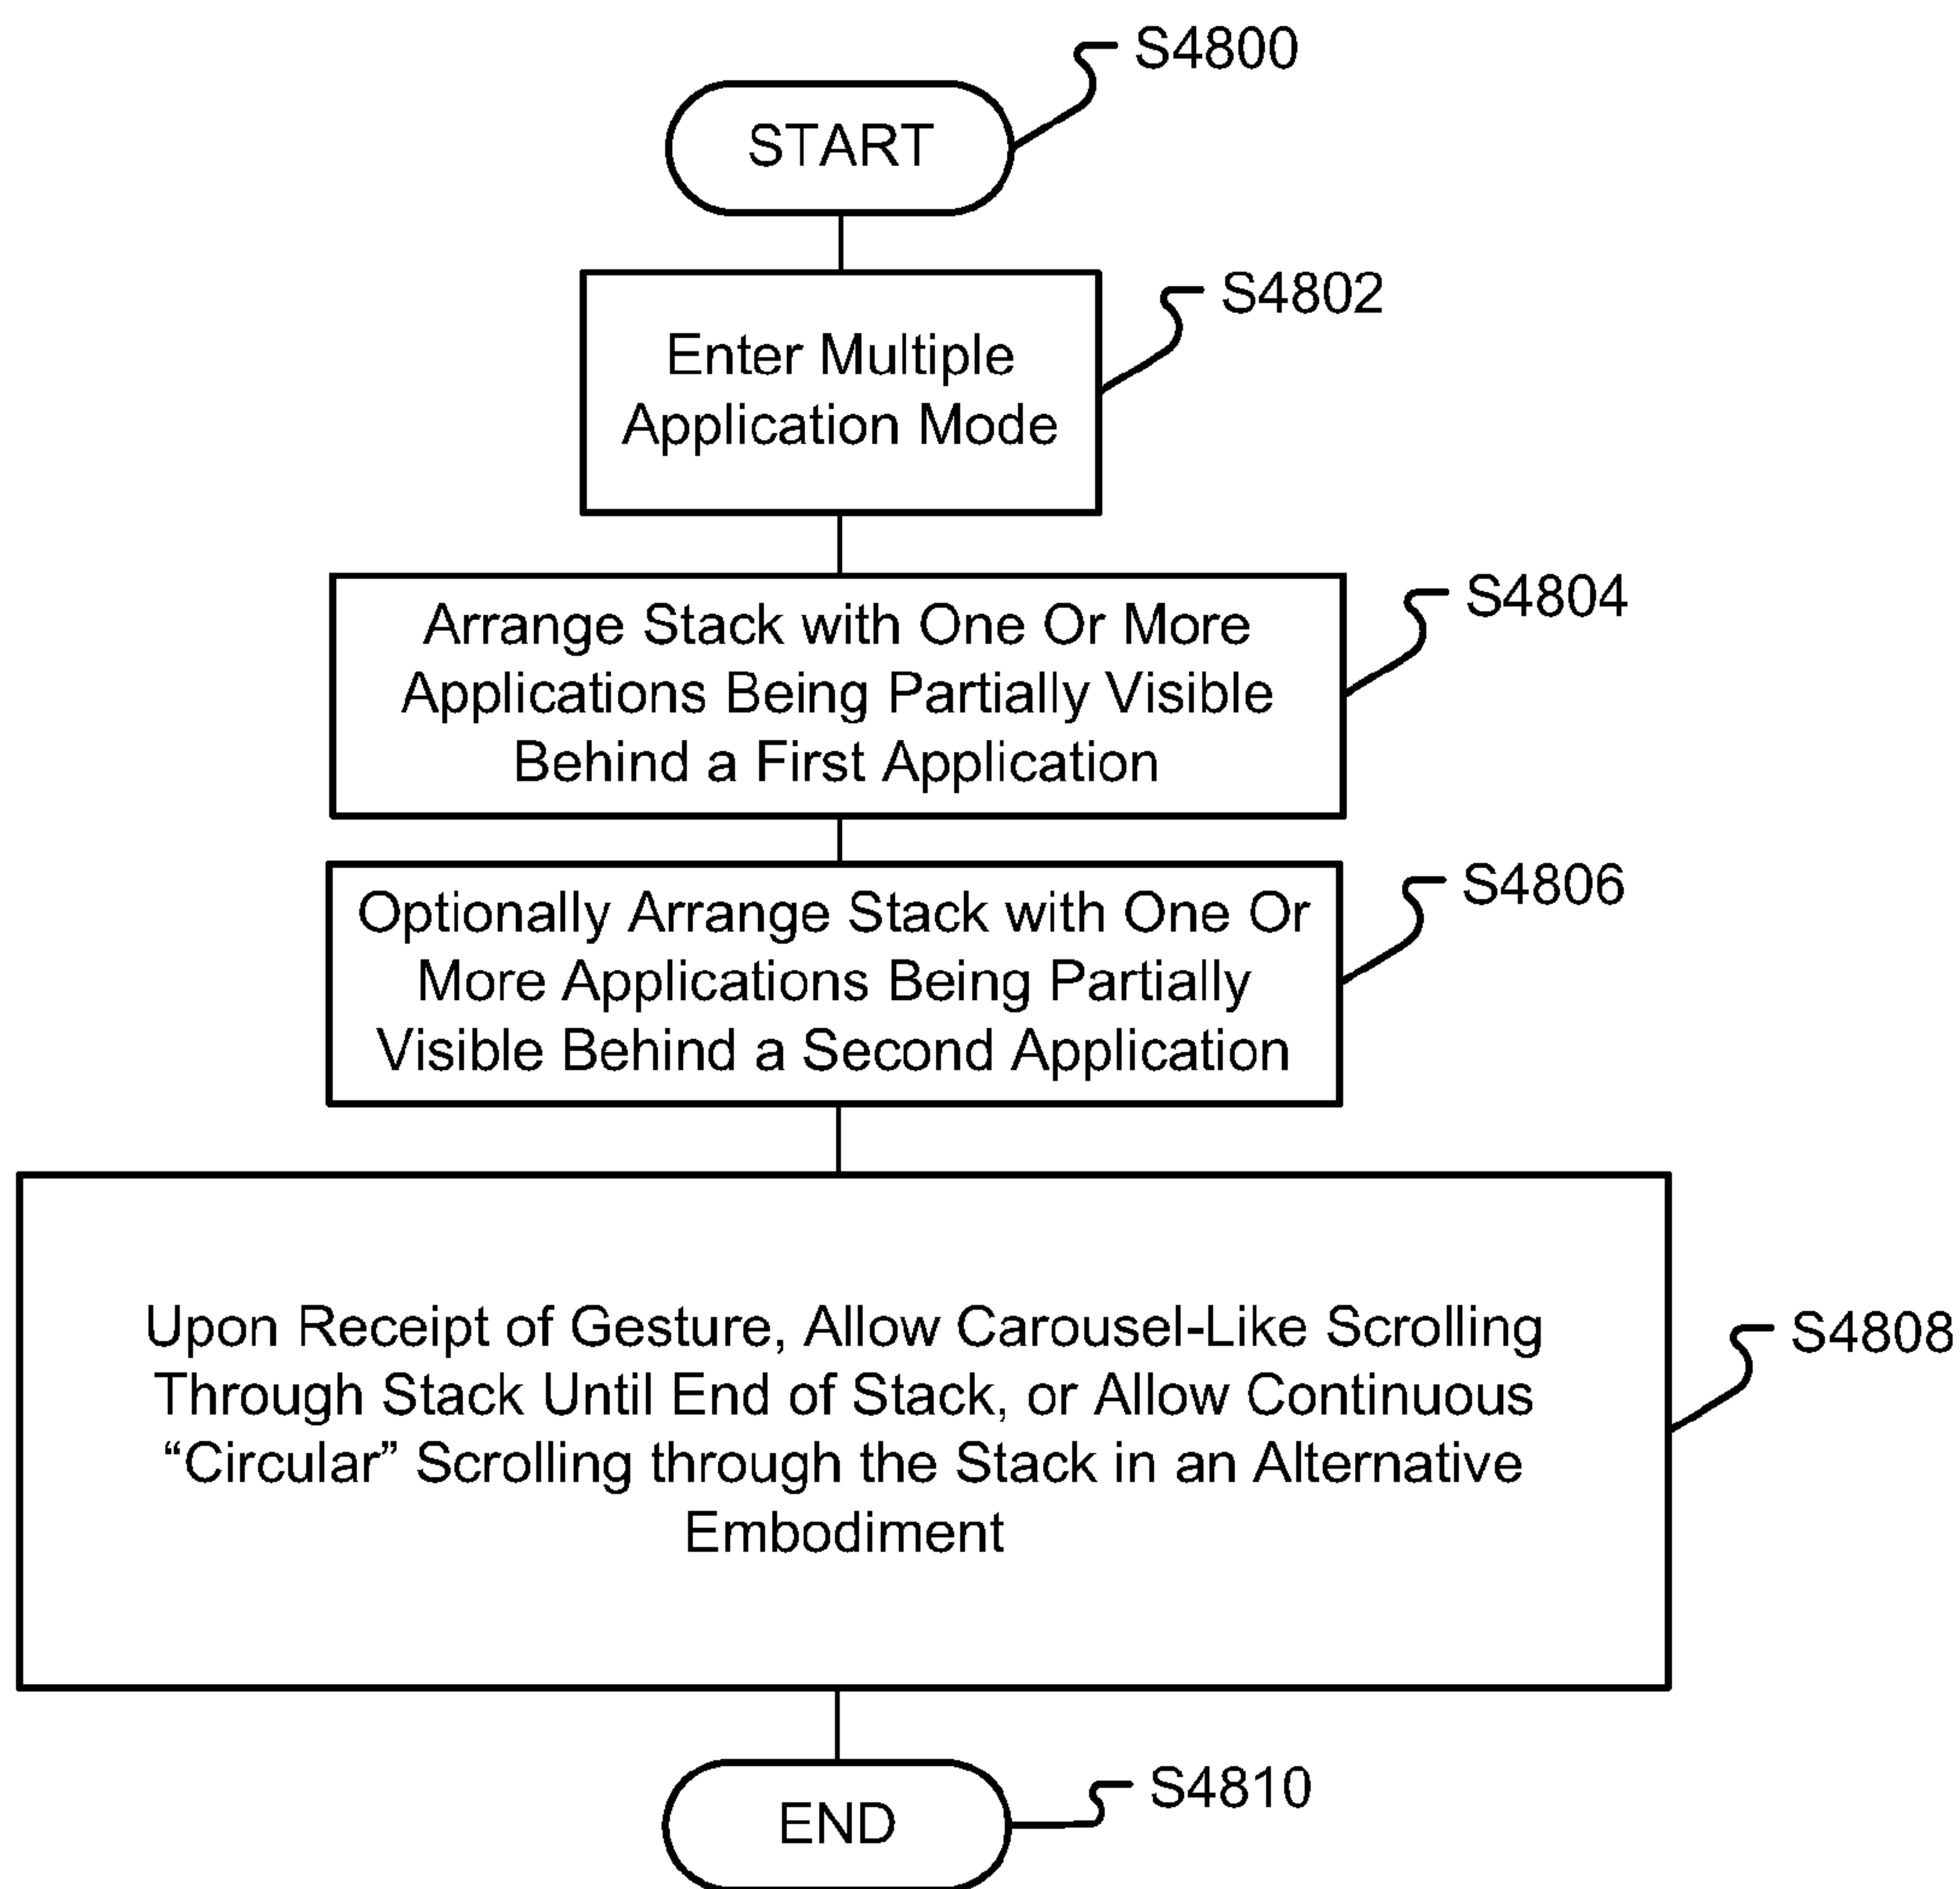 S4800
START
S4802
Enter Multiple
Application Mode
S4804
Arrange Stack with One Or More
Applications Being Partially Visible
Behind a First Application
S4806
Optionally Arrange Stack with One Or
More Applications Being Partially
Visible Behind a Second Application
S4808
Upon Receipt of Gesture, Allow Carousel-Like Scrolling
Through Stack Until End of Stack, or Allow Continuous
“Circular” Scrolling through the Stack in an Alternative
Embodiment
S4810
END